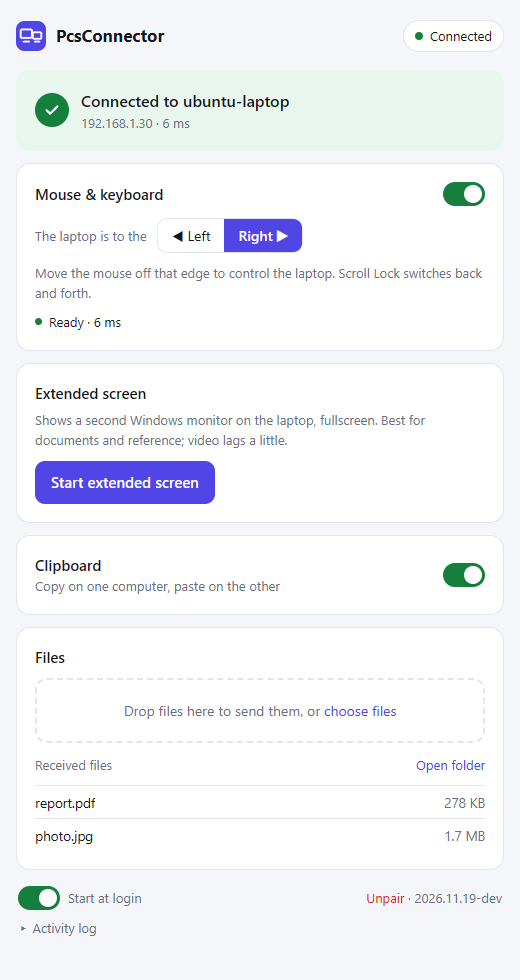 PcsConnector
Connected
Connected to ubuntu-laptop
192.168.1.30 · 6 ms
Mouse & keyboard
The laptop is to the ◀ Left Right ▶
Move the mouse off that edge to control the laptop. Scroll Lock switches back
and forth.
Ready · 6 ms
Extended screen
Shows a second Windows monitor on the laptop, fullscreen. Best for
documents and reference; video lags a little.
Start extended screen
Clipboard
Copy on one computer, paste on the other
Files
Drop files here to send them, or choose files
Received files Open folder
report.pdf 278 KB
photo.jpg 1.7 MB
Start at login Unpair · 2026.11.19-dev
▸ Activity log